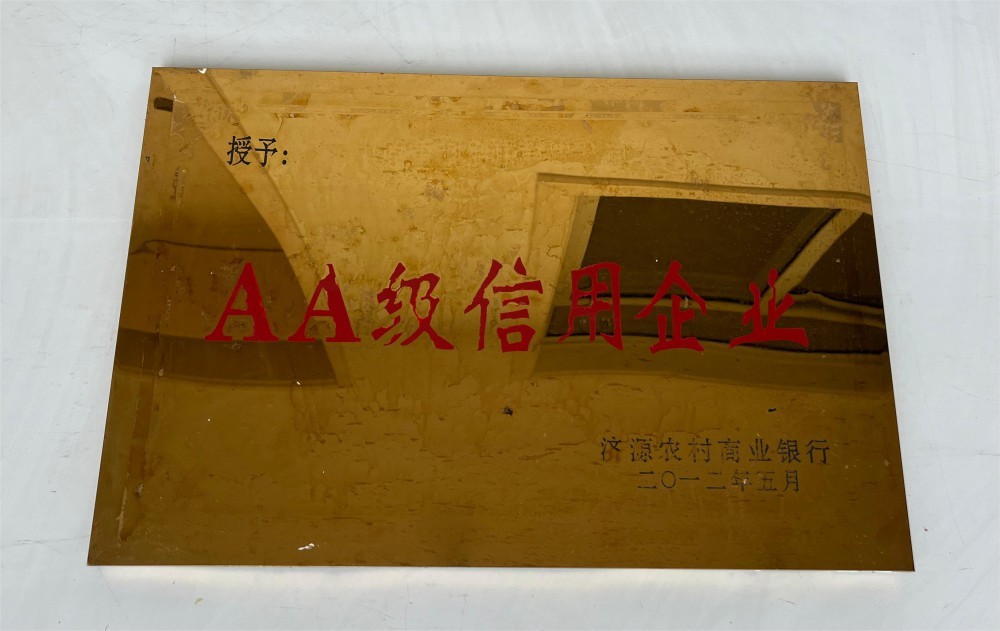 授予:
AA级信用企业
济源农村商业银行
二〇一二年五月